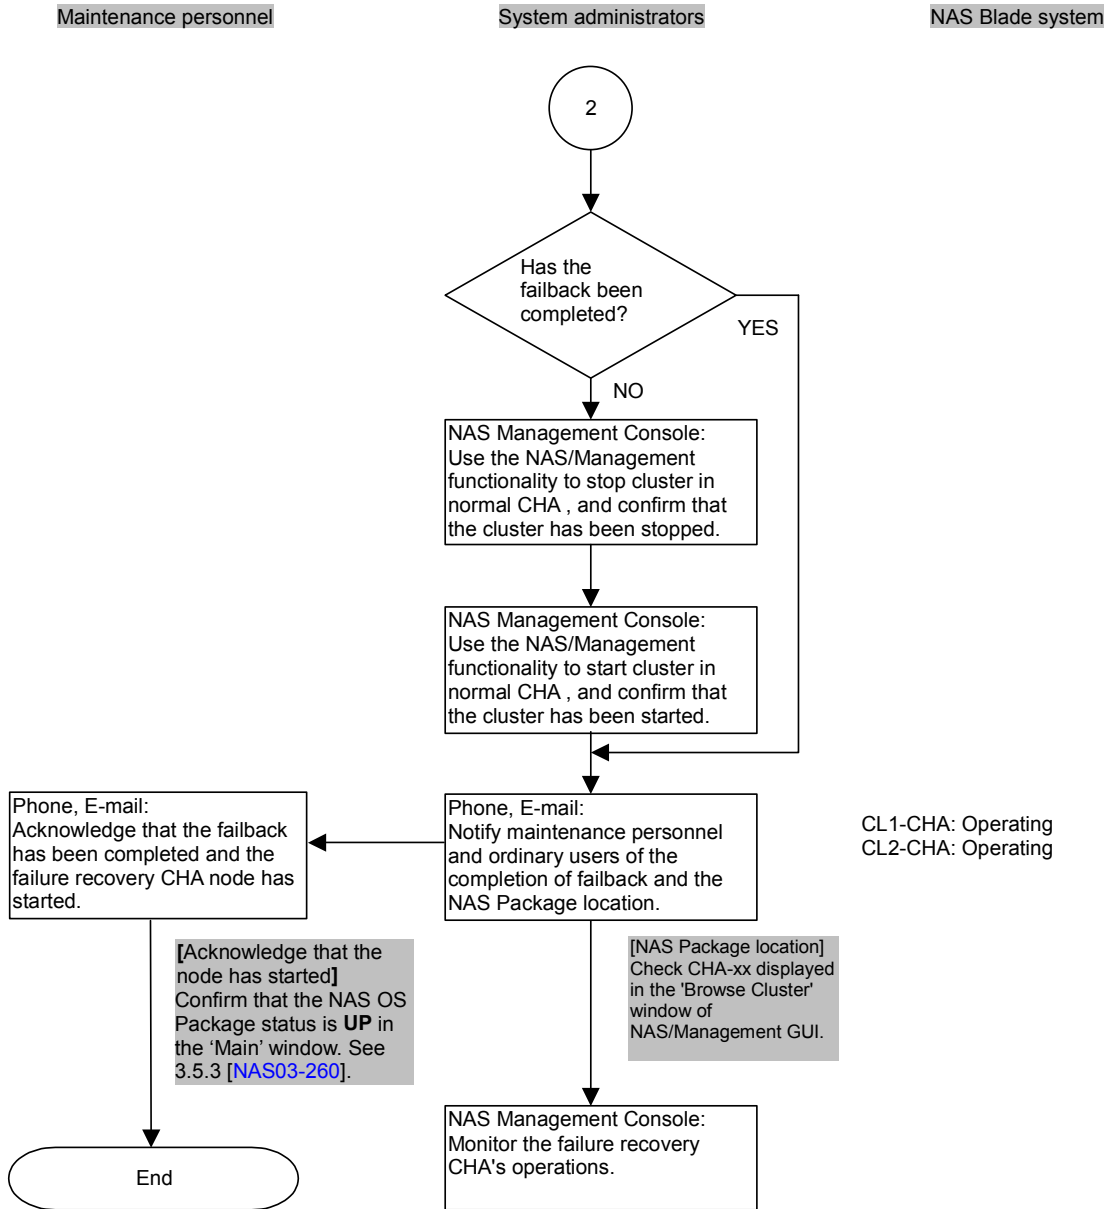 Maintenance personnel
System administrators
NAS Blade system
2
Has the
failback been
completed?
YES
NO
NAS Management Console:
Use the NAS/Management
functionality to stop cluster in
normal CHA , and confirm that
the cluster has been stopped.
NAS Management Console:
Use the NAS/Management
functionality to start cluster in
normal CHA , and confirm that
the cluster has been started.
Phone, E-mail:
Acknowledge that the failback
has been completed and the
failure recovery CHA node has
started.
Phone, E-mail:
Notify maintenance personnel
and ordinary users of the
completion of failback and the
NAS Package location.
CL1-CHA: Operating
CL2-CHA: Operating
[Acknowledge that the
node has started]
Confirm that the NAS OS
Package status is UP in
the ‘Main’ window. See
3.5.3 [NAS03-260].
[NAS Package location]
Check CHA-xx displayed
in the 'Browse Cluster'
window of
NAS/Management GUI.
NAS Management Console:
Monitor the failure recovery
CHA's operations.
End